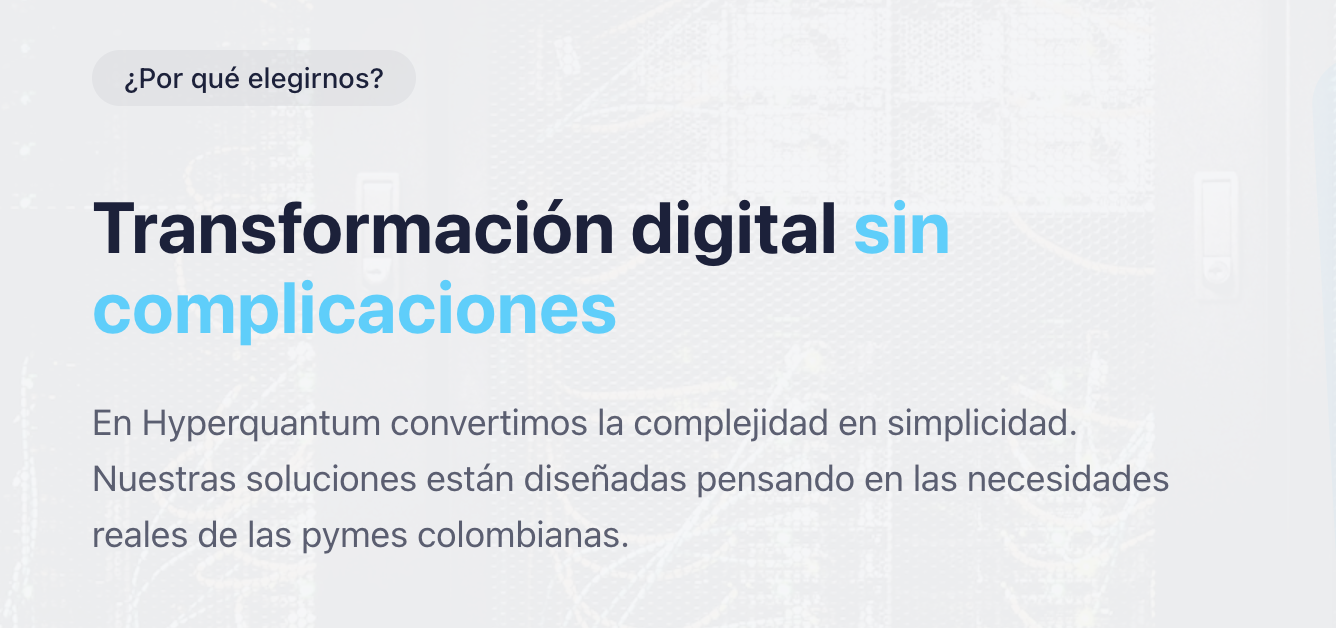 ¿Por qué elegirnos?
Transformación digital sin
complicaciones
En Hyperquantum convertimos la complejidad en simplicidad.
Nuestras soluciones están diseñadas pensando en las necesidades
reales de las pymes colombianas.